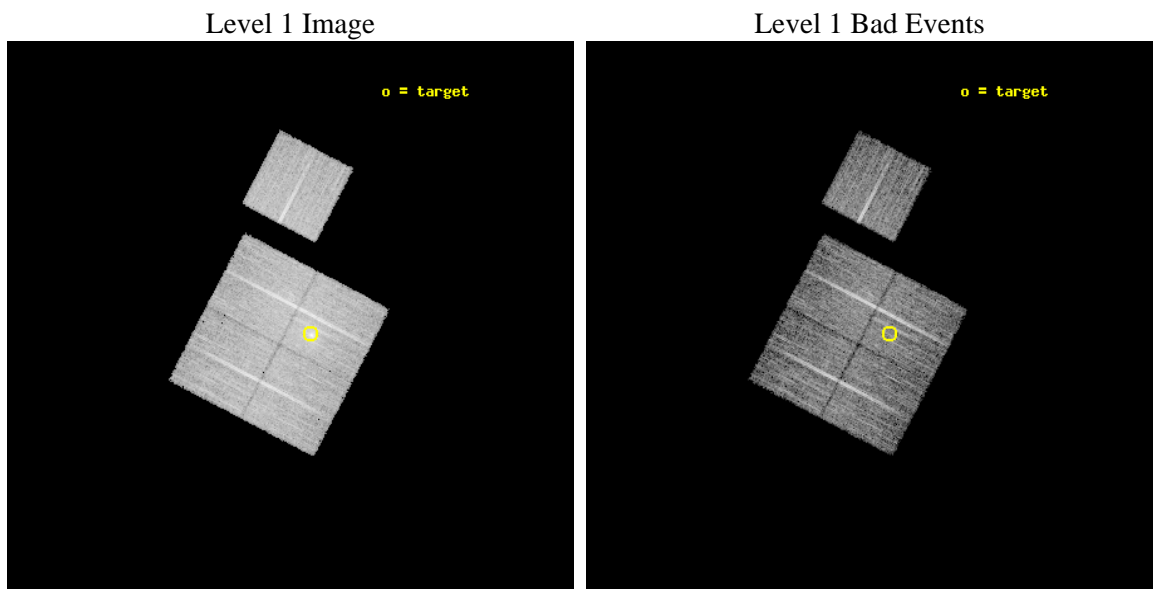 Level 1 Image
Level 1 Bad Events
o = target
o = target